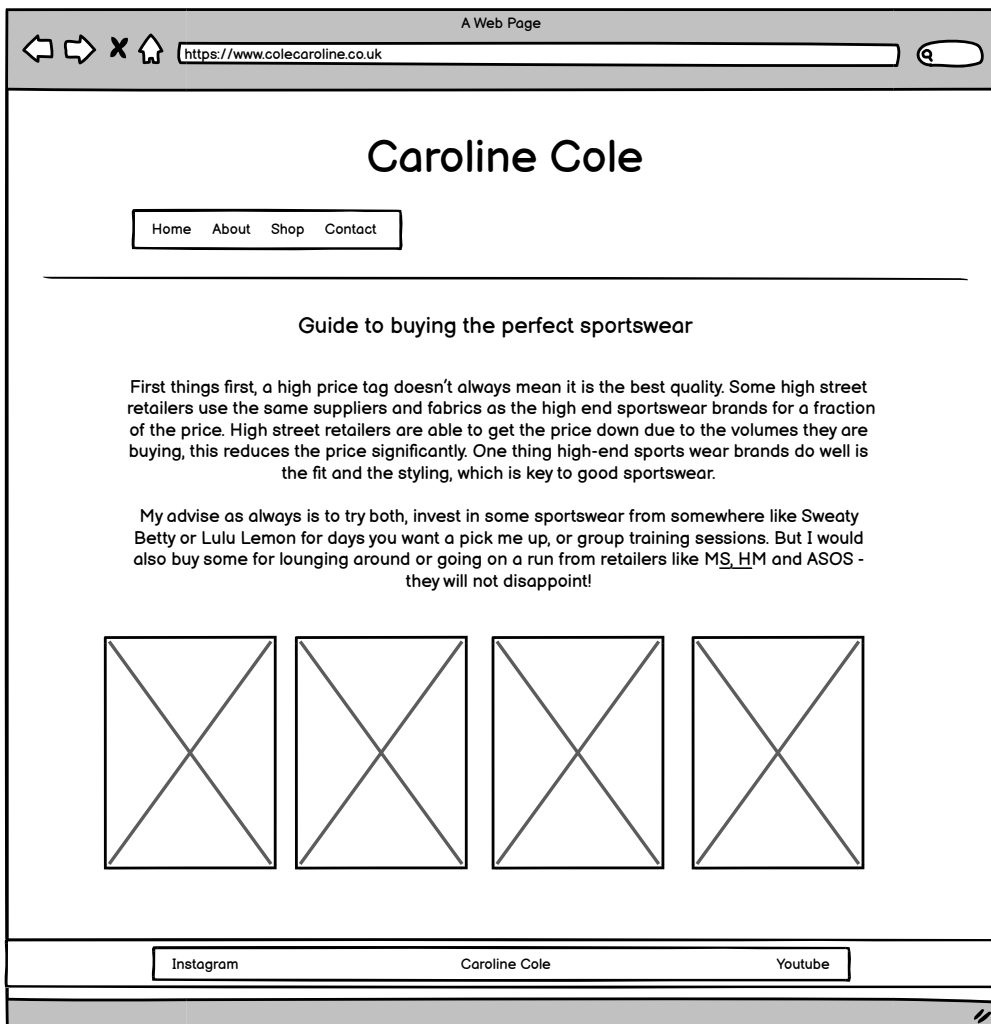 A Web Page
https://www.colecaroline.co.uk
Caroline Cole
Home About Shop Contact
Guide to buying the perfect sportswear
First things first, a high price tag doesn't always mean it is the best quality. Some high street
retailers use the same suppliers and fabrics as the high end sportswear brands for a fraction
of the price. High street retailers are able to get the price down due to the volumes they are
buying, this reduces the price significantly. One thing high-end sports wear brands do well is
the fit and the styling, which is key to good sportswear.
My advise as always is to try both, invest in some sportswear from somewhere like Sweaty
Betty or Lulu Lemon for days you want a pick me up, or group training sessions. But I would
also buy some for lounging around or going on a run from retailers like MS, HM and ASOS -
they will not disappoint!
Instagram Caroline Cole Youtube